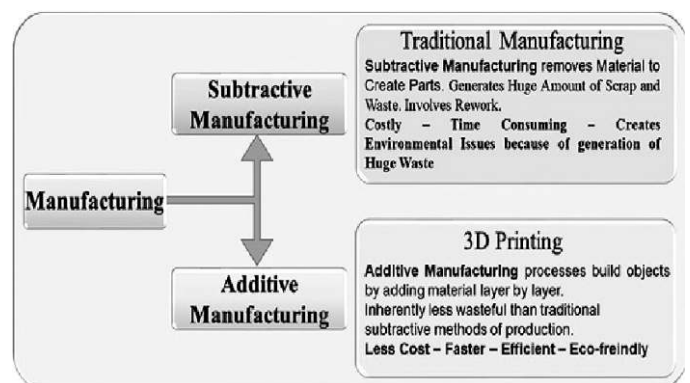 Manufacturing
Subtractive
Manufacturing
Traditional Manufacturing
Subtractive Manufacturing removes Material to
Create Parts. Generates Huge Amount of Scrap and
Waste. Involves Rework.
Costly – Time Consuming – Creates
Environmental Issues because of generation of
Huge Waste
Additive
Manufacturing
3D Printing
Additive Manufacturing processes build objects
by adding material layer by layer.
Inherently less wasteful than traditional
subtractive methods of production.
Less Cost – Faster – Efficient – Eco-freindly